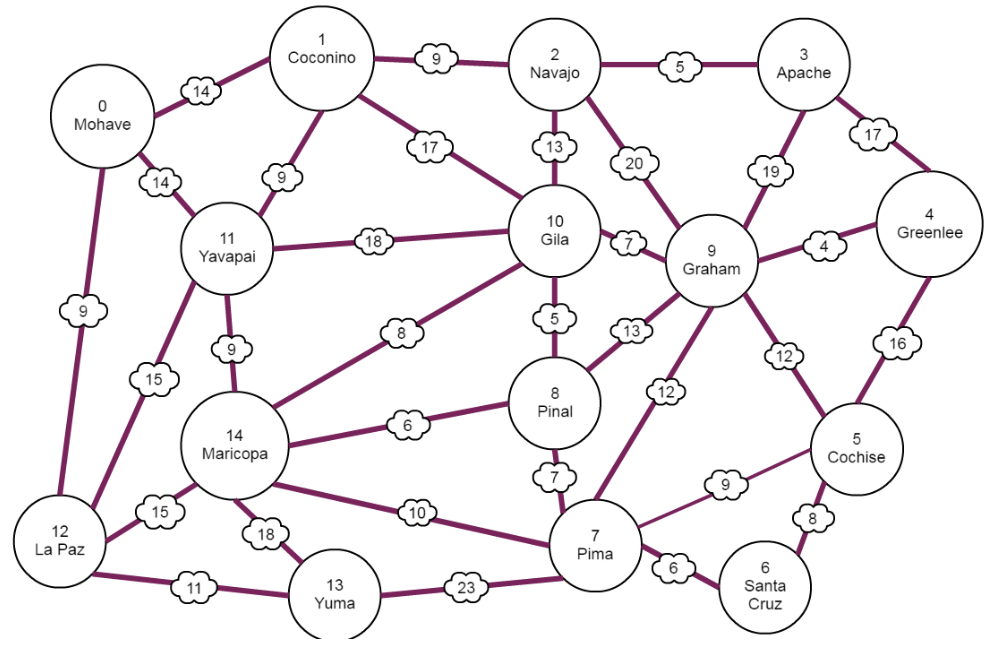 1
Coconino
2
Navajo
3
Apache
0
Mohave
9
5
14
17
13
20
17
14
9
19
4
Greenlee
10
Gila
11
Yavapai
18
7
9
Graham
4
9
8
5
13
16
9
12
15
12
8
Pinal
6
14
Maricopa
5
Cochise
7
9
15
10
8
12
La Paz
18
7
Pima
6
6
Santa
Cruz
11
13
Yuma
23